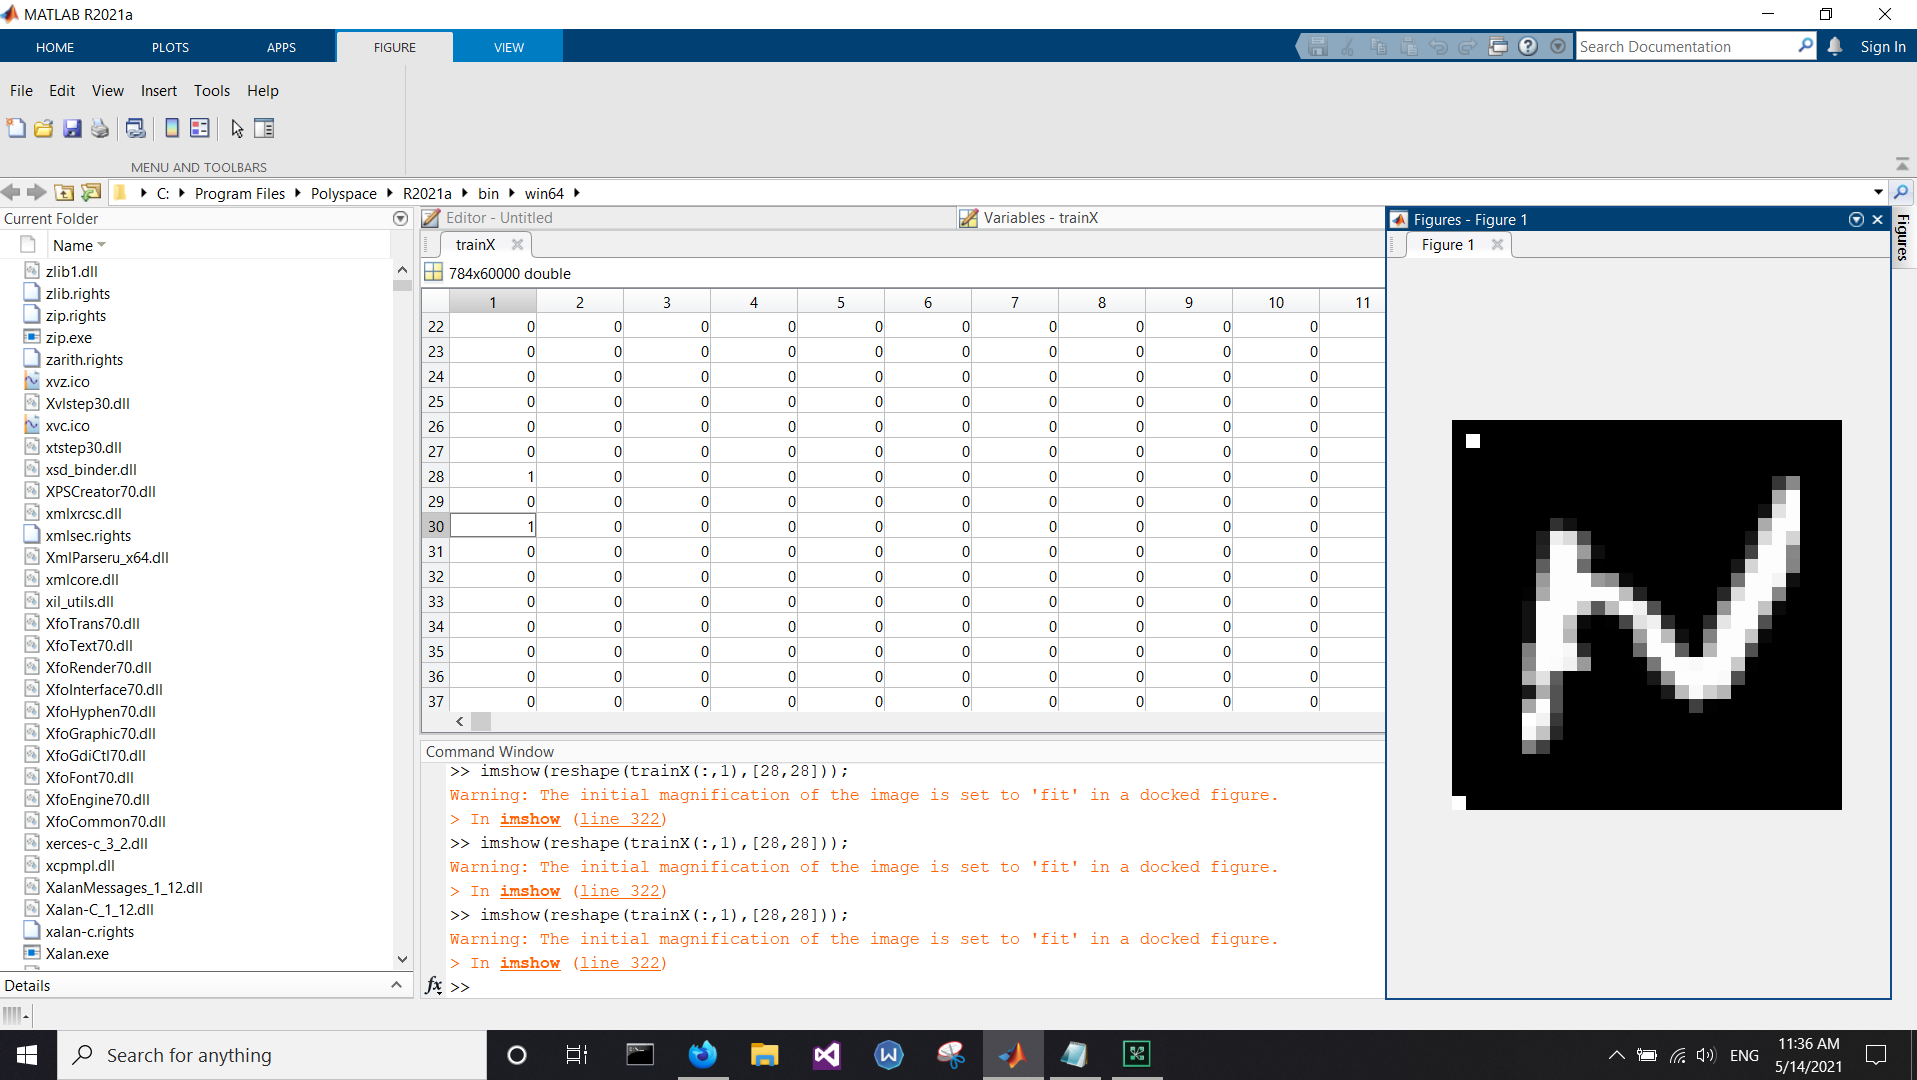 MATLAB R2021a
HOME PLOTS APPS FIGURE VIEW
Search Documentation
Sign In
File Edit View Insert Tools Help
MENU AND TOOLBARS
C: Program Files Polyspace R2021a bin win64
Current Folder
Name
zlib1.dll
zlib.rights
zip.rights
zip.exe
zarith.rights
xvz.ico
Xvlstep30.dll
xvc.ico
xtstep30.dll
xsd_binder.dll
XPSCreator70.dll
xmlxrcsc.dll
xmlsec.rights
XmlParseru_x64.dll
xmlcore.dll
xil_utils.dll
XfoTrans70.dll
XfoText70.dll
XfoRender70.dll
XfoInterface70.dll
XfoHyphen70.dll
XfoGraphic70.dll
XfoGdiCtl70.dll
XfoFont70.dll
XfoEngine70.dll
XfoCommon70.dll
xerces-c_3_2.dll
xcpmpl.dll
XalanMessages_1_12.dll
Xalan-C_1_12.dll
xalan-c.rights
Xalan.exe
Details
Editor - Untitled
Variables - trainX
trainX
784x60000 double
1 2 3 4 5 6 7 8 9 10 11
22 0 0 0 0 0 0 0 0 0 0
23 0 0 0 0 0 0 0 0 0 0
24 0 0 0 0 0 0 0 0 0 0
25 0 0 0 0 0 0 0 0 0 0
26 0 0 0 0 0 0 0 0 0 0
27 0 0 0 0 0 0 0 0 0 0
28 1 0 0 0 0 0 0 0 0 0
29 0 0 0 0 0 0 0 0 0 0
30 1 0 0 0 0 0 0 0 0 0
31 0 0 0 0 0 0 0 0 0 0
32 0 0 0 0 0 0 0 0 0 0
33 0 0 0 0 0 0 0 0 0 0
34 0 0 0 0 0 0 0 0 0 0
35 0 0 0 0 0 0 0 0 0 0
36 0 0 0 0 0 0 0 0 0 0
37 0 0 0 0 0 0 0 0 0 0
Command Window
>> imshow(reshape(trainX(:,1),[28,28]));
Warning: The initial magnification of the image is set to 'fit' in a docked figure.
> In imshow (line 322)
>> imshow(reshape(trainX(:,1),[28,28]));
Warning: The initial magnification of the image is set to 'fit' in a docked figure.
> In imshow (line 322)
>> imshow(reshape(trainX(:,1),[28,28]));
Warning: The initial magnification of the image is set to 'fit' in a docked figure.
> In imshow (line 322)
fx >>
Figures - Figure 1
Figure 1
Figures
Search for anything
ENG
11:36 AM
5/14/2021